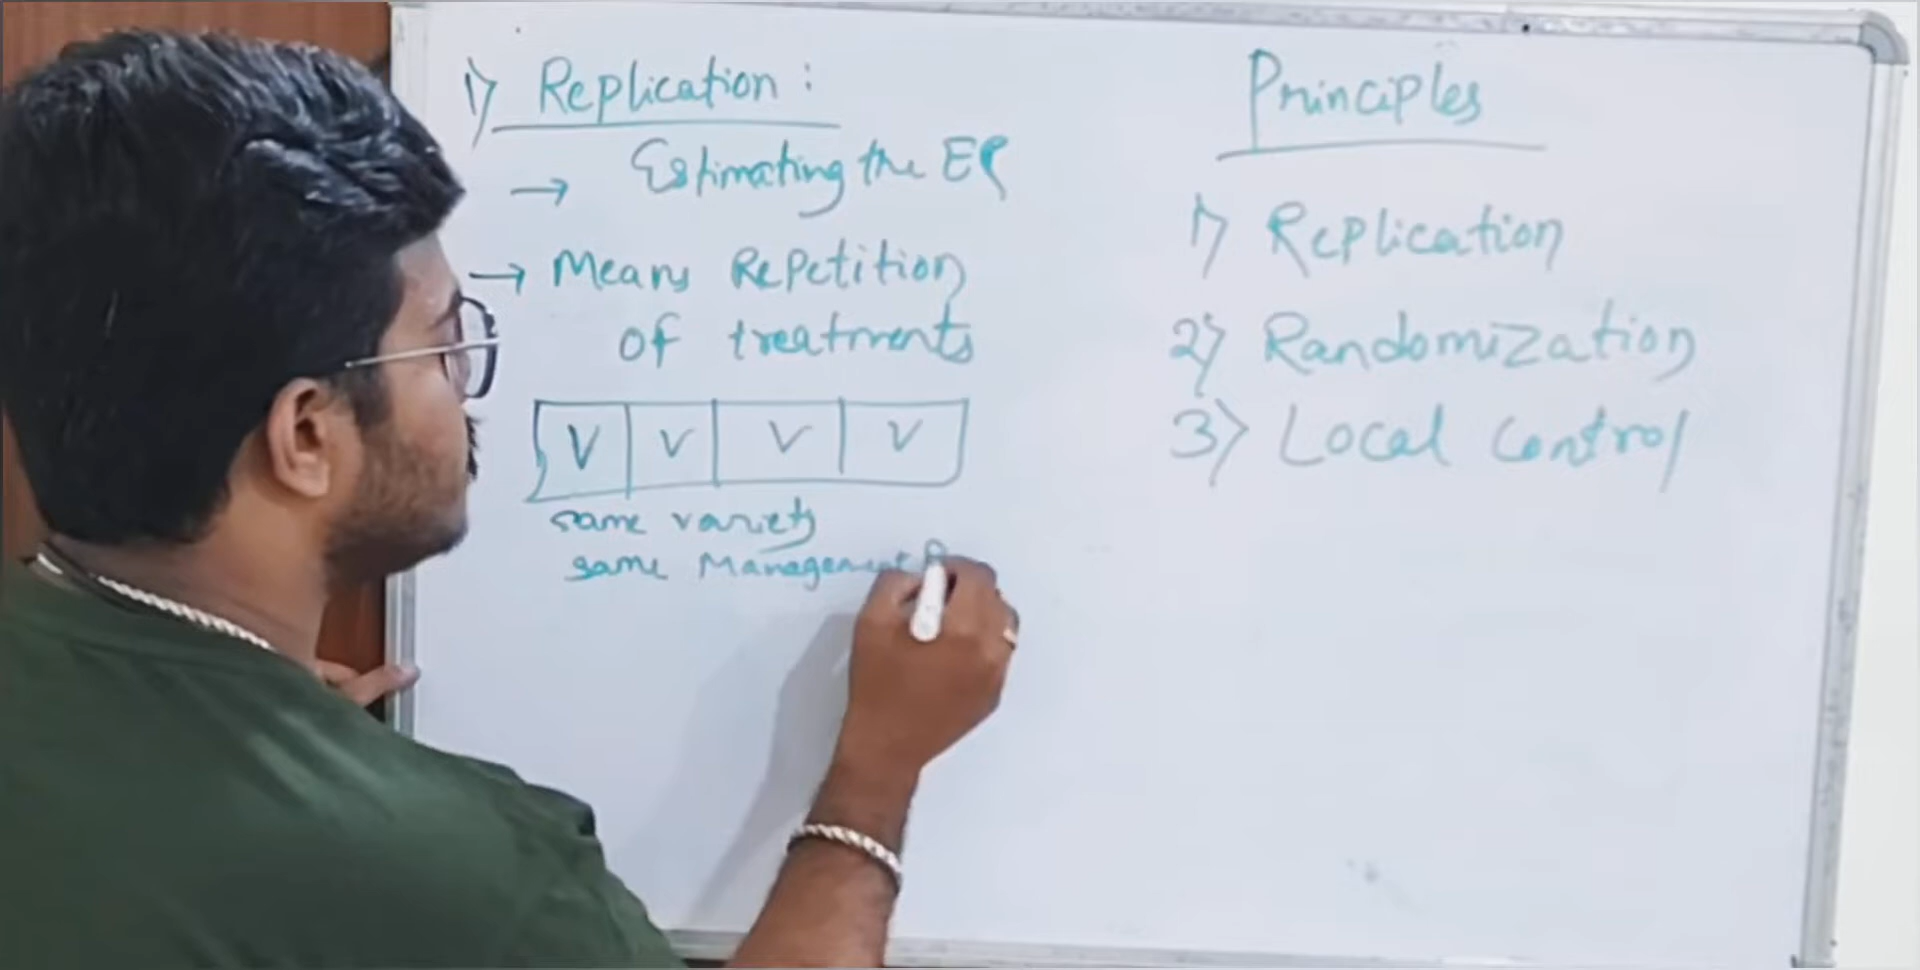 1) Replication :
→ Estimating the ER
→ Means Repetition
of treatments
V V V V
same variety
same Management
Principles
1) Replication
2) Randomization
3) Local Control